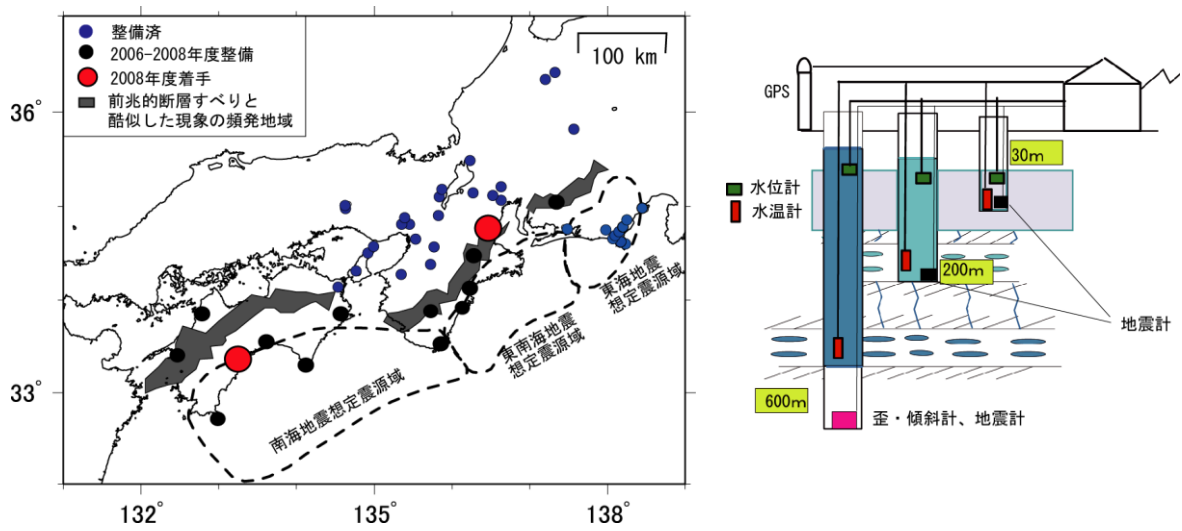 整備済
2006-2008年度整備
2008年度着手
前兆的断層すべりと
酷似した現象の頻発地域
100 km
36°
33°
132°
135°
138°
東海地震
想定震源域
東南海地震
想定震源域
南海地震想定震源域
GPS
30m
水位計
水温計
200m
地震計
600m
歪・傾斜計、地震計